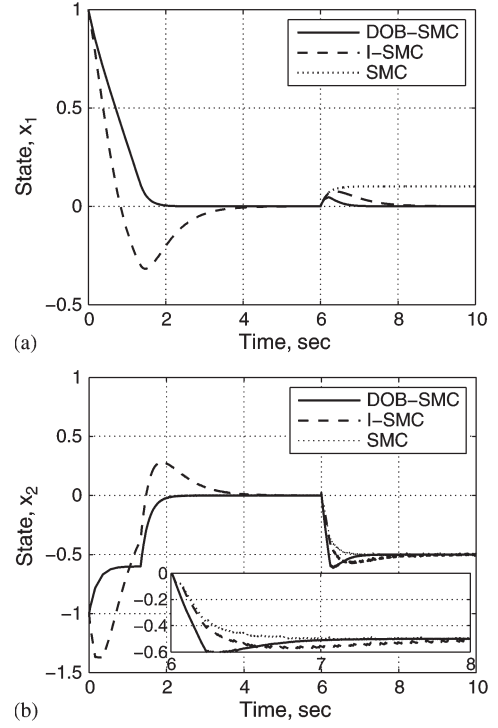 1
DOB−SMC
I−SMC
SMC
0.5
State, x1
0
−0.5
0 2 4 6 8 10
(a) Time, sec
1
DOB−SMC
I−SMC
SMC
0.5
State, x2
0
−0.5
0
−0.2
−1
−0.4
−0.6
6 7 8
−1.5
0 2 4 6 8 10
(b) Time, sec